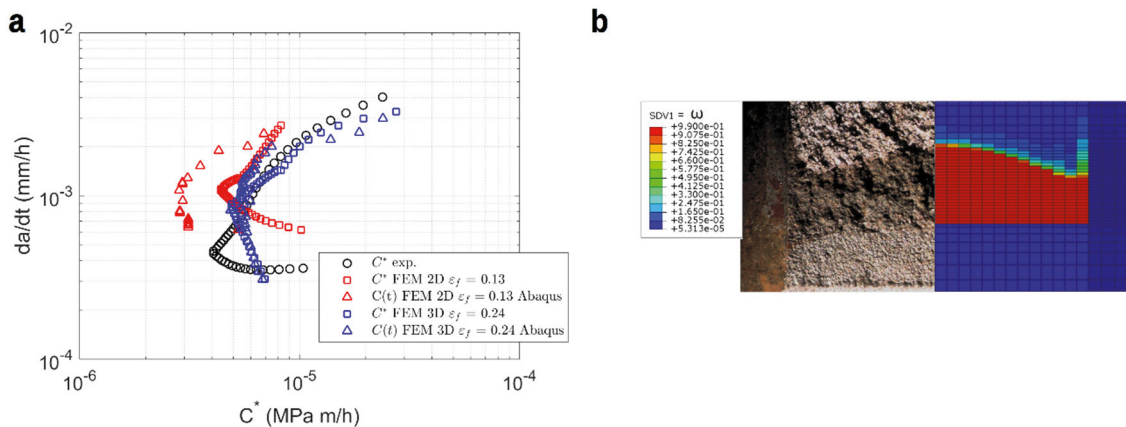 a
b
da/dt (mm/h)
10^-2
10^-3
10^-4
10^-6
10^-5
10^-4
C* (MPa m/h)
C* exp.
C* FEM 2D ε_f = 0.13
C(t) FEM 2D ε_f = 0.13 Abaqus
C* FEM 3D ε_f = 0.24
C(t) FEM 3D ε_f = 0.24 Abaqus
SDV1 = ω
+9.900e-01
+9.075e-01
+8.250e-01
+7.425e-01
+6.600e-01
+5.775e-01
+4.950e-01
+4.125e-01
+3.300e-01
+2.475e-01
+1.650e-01
+8.255e-02
+5.313e-05